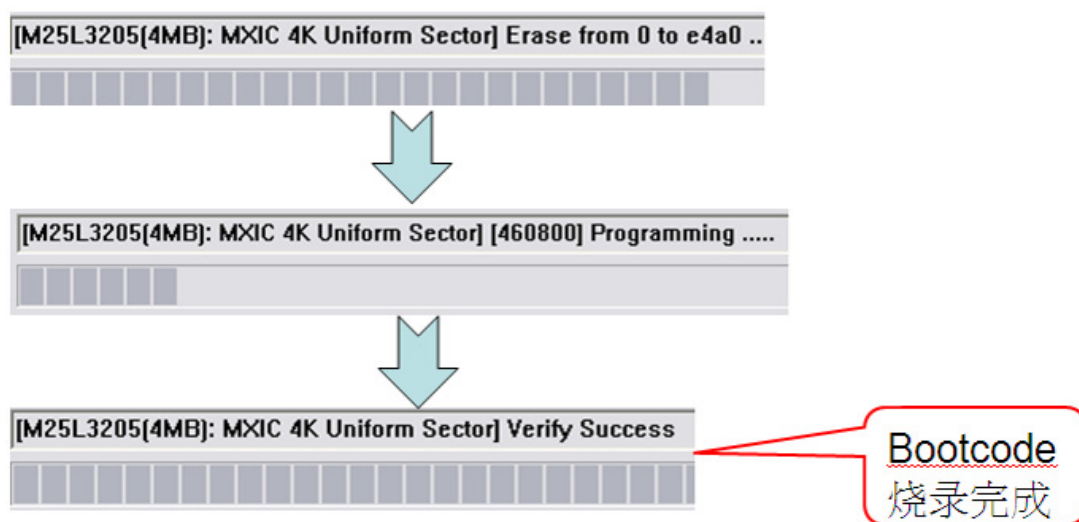 [M25L3205(4MB): MXIC 4K Uniform Sector] Erase from 0 to e4a0 ..
[M25L3205(4MB): MXIC 4K Uniform Sector] [460800] Programming .....
[M25L3205(4MB): MXIC 4K Uniform Sector] Verify Success
Bootcode
烧录完成